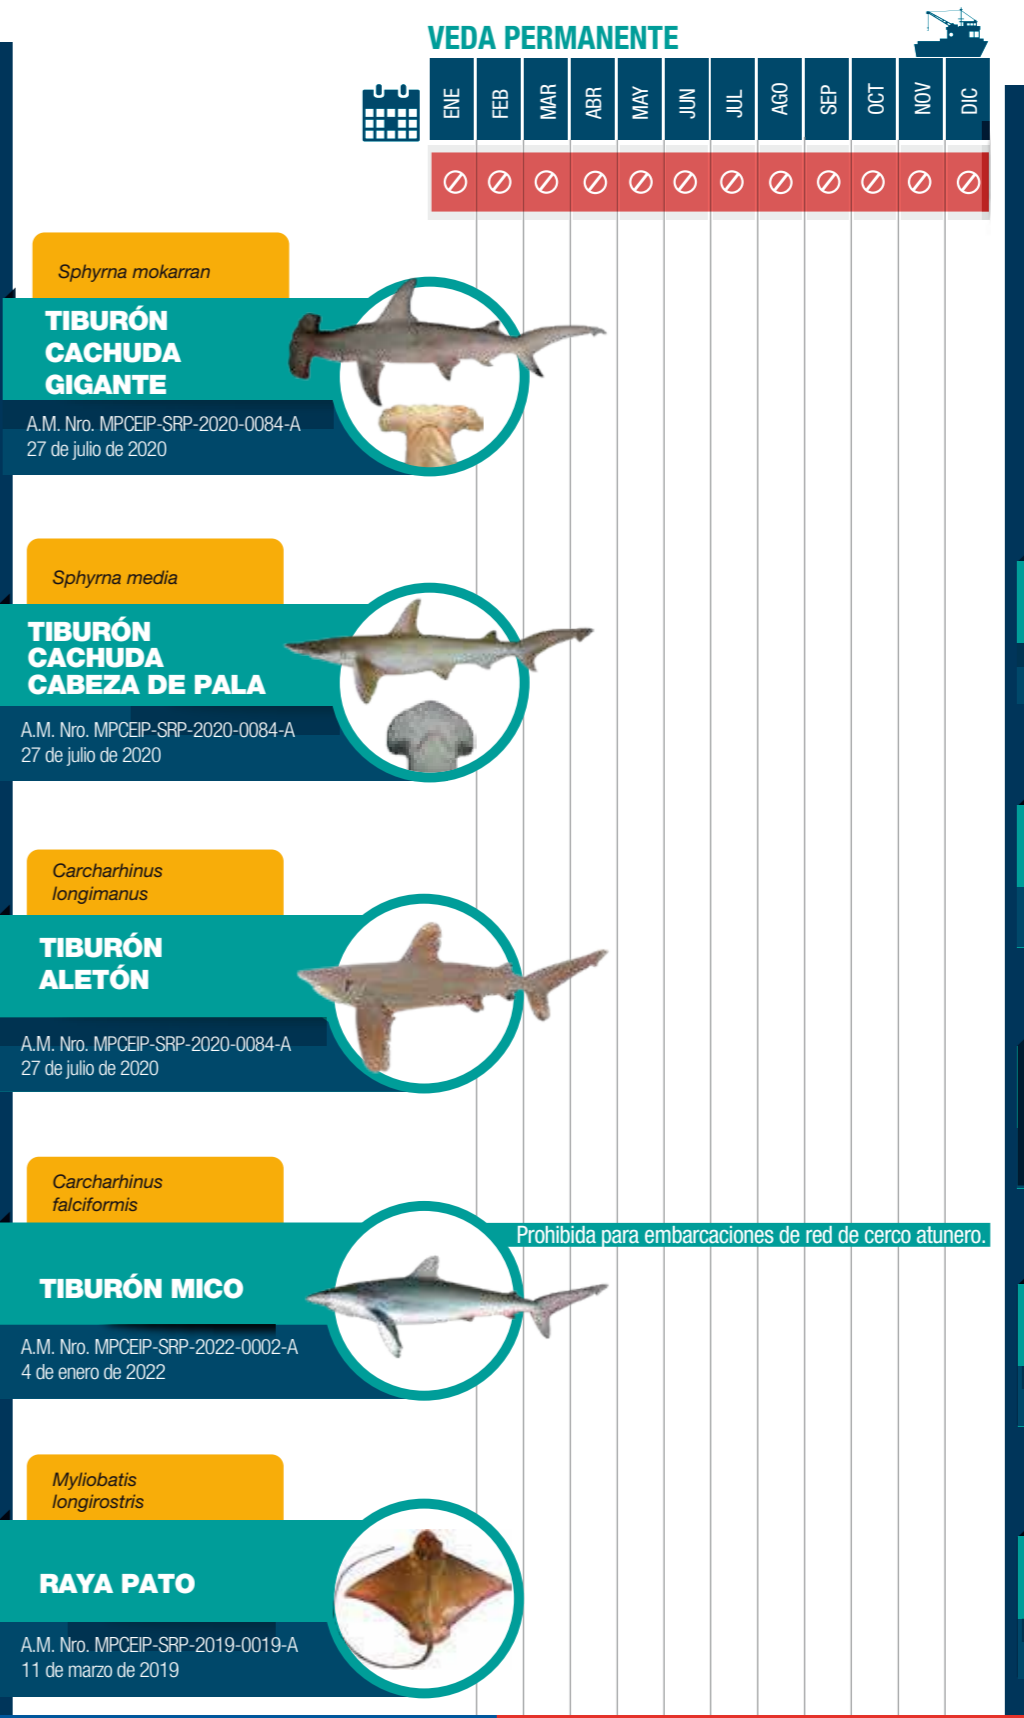 VEDA PERMANENTE
ENE FEB MAR ABR MAY JUN JUL AGO SEP OCT NOV DIC
Sphyrna mokarran
TIBURÓN
CACHUDA
GIGANTE
A.M. Nro. MPCEIP-SRP-2020-0084-A
27 de julio de 2020
Sphyrna media
TIBURÓN
CACHUDA
CABEZA DE PALA
A.M. Nro. MPCEIP-SRP-2020-0084-A
27 de julio de 2020
Carcharhinus
longimanus
TIBURÓN
ALETÓN
A.M. Nro. MPCEIP-SRP-2020-0084-A
27 de julio de 2020
Carcharhinus
falciformis
Prohibida para embarcaciones de red de cerco atunero.
TIBURÓN MICO
A.M. Nro. MPCEIP-SRP-2022-0002-A
4 de enero de 2022
Myliobatis
longirostris
RAYA PATO
A.M. Nro. MPCEIP-SRP-2019-0019-A
11 de marzo de 2019